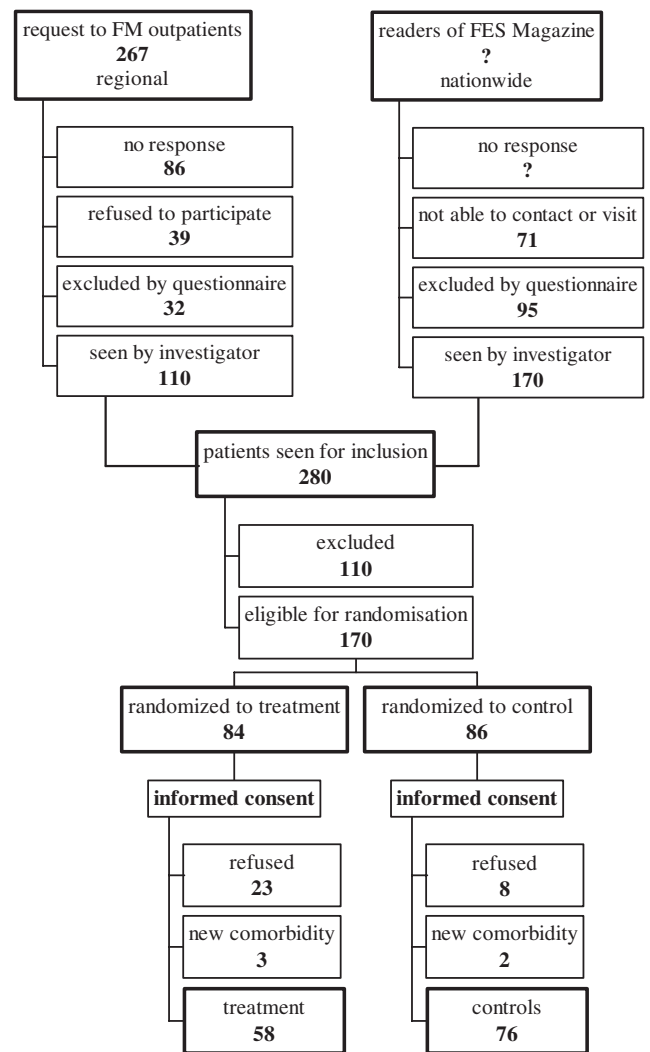 request to FM outpatients
267
regional
no response
86
refused to participate
39
excluded by questionnaire
32
seen by investigator
110
readers of FES Magazine
?
nationwide
no response
?
not able to contact or visit
71
excluded by questionnaire
95
seen by investigator
170
patients seen for inclusion
280
excluded
110
eligible for randomisation
170
randomized to treatment
84
informed consent
refused
23
new comorbidity
3
treatment
58
randomized to control
86
informed consent
refused
8
new comorbidity
2
controls
76